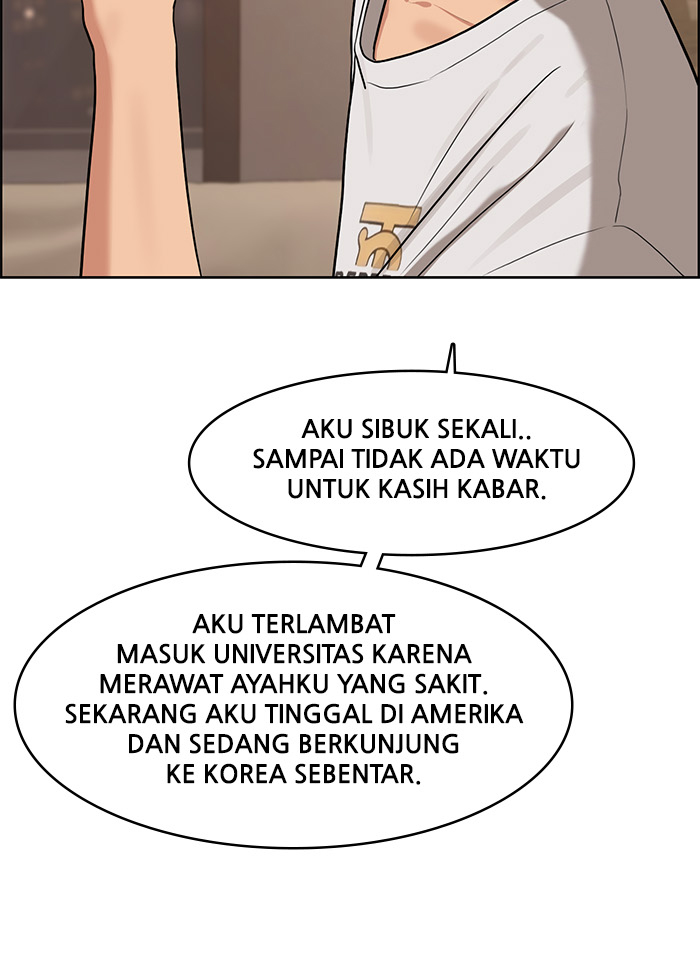 AKU SIBUK SEKALI..
SAMPAI TIDAK ADA WAKTU
UNTUK KASIH KABAR.
AKU TERLAMBAT
MASUK UNIVERSITAS KARENA
MERAWAT AYAHKU YANG SAKIT.
SEKARANG AKU TINGGAL DI AMERIKA
DAN SEDANG BERKUNJUNG
KE KOREA SEBENTAR.